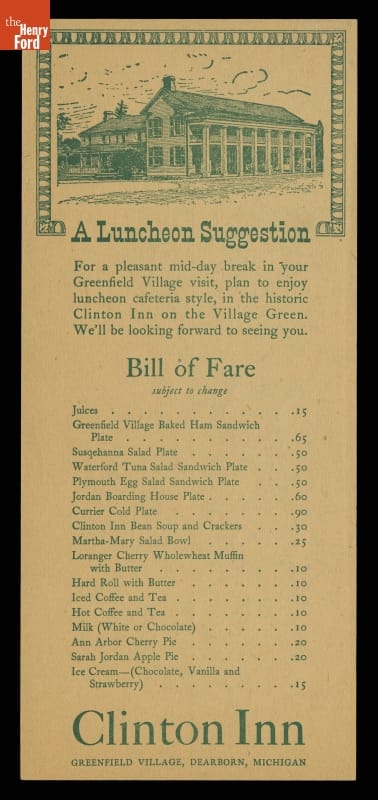 the
Henry
Ford
A Luncheon Suggestion
For a pleasant mid-day break in your
Greenfield Village visit, plan to enjoy
luncheon cafeteria style, in the historic
Clinton Inn on the Village Green.
We'll be looking forward to seeing you.
Bill of Fare
subject to change
Juices . . . . . . . . . . . . .15
Greenfield Village Baked Ham Sandwich
Plate . . . . . . . . . . . .65
Susqehanna Salad Plate . . . . . . .50
Waterford Tuna Salad Sandwich Plate . . .50
Plymouth Egg Salad Sandwich Plate . . .50
Jordan Boarding House Plate . . . . . .60
Currier Cold Plate . . . . . . . .90
Clinton Inn Bean Soup and Crackers . . .30
Martha-Mary Salad Bowl . . . . . .25
Loranger Cherry Wholewheat Muffin
with Butter . . . . . . . . .10
Hard Roll with Butter . . . . . . .10
Iced Coffee and Tea . . . . . . . .10
Hot Coffee and Tea . . . . . . . .10
Milk (White or Chocolate) . . . . . .10
Ann Arbor Cherry Pie . . . . . . .20
Sarah Jordan Apple Pie . . . . . . .20
Ice Cream—(Chocolate, Vanilla and
Strawberry) . . . . . . . . .15
Clinton Inn
GREENFIELD VILLAGE, DEARBORN, MICHIGAN